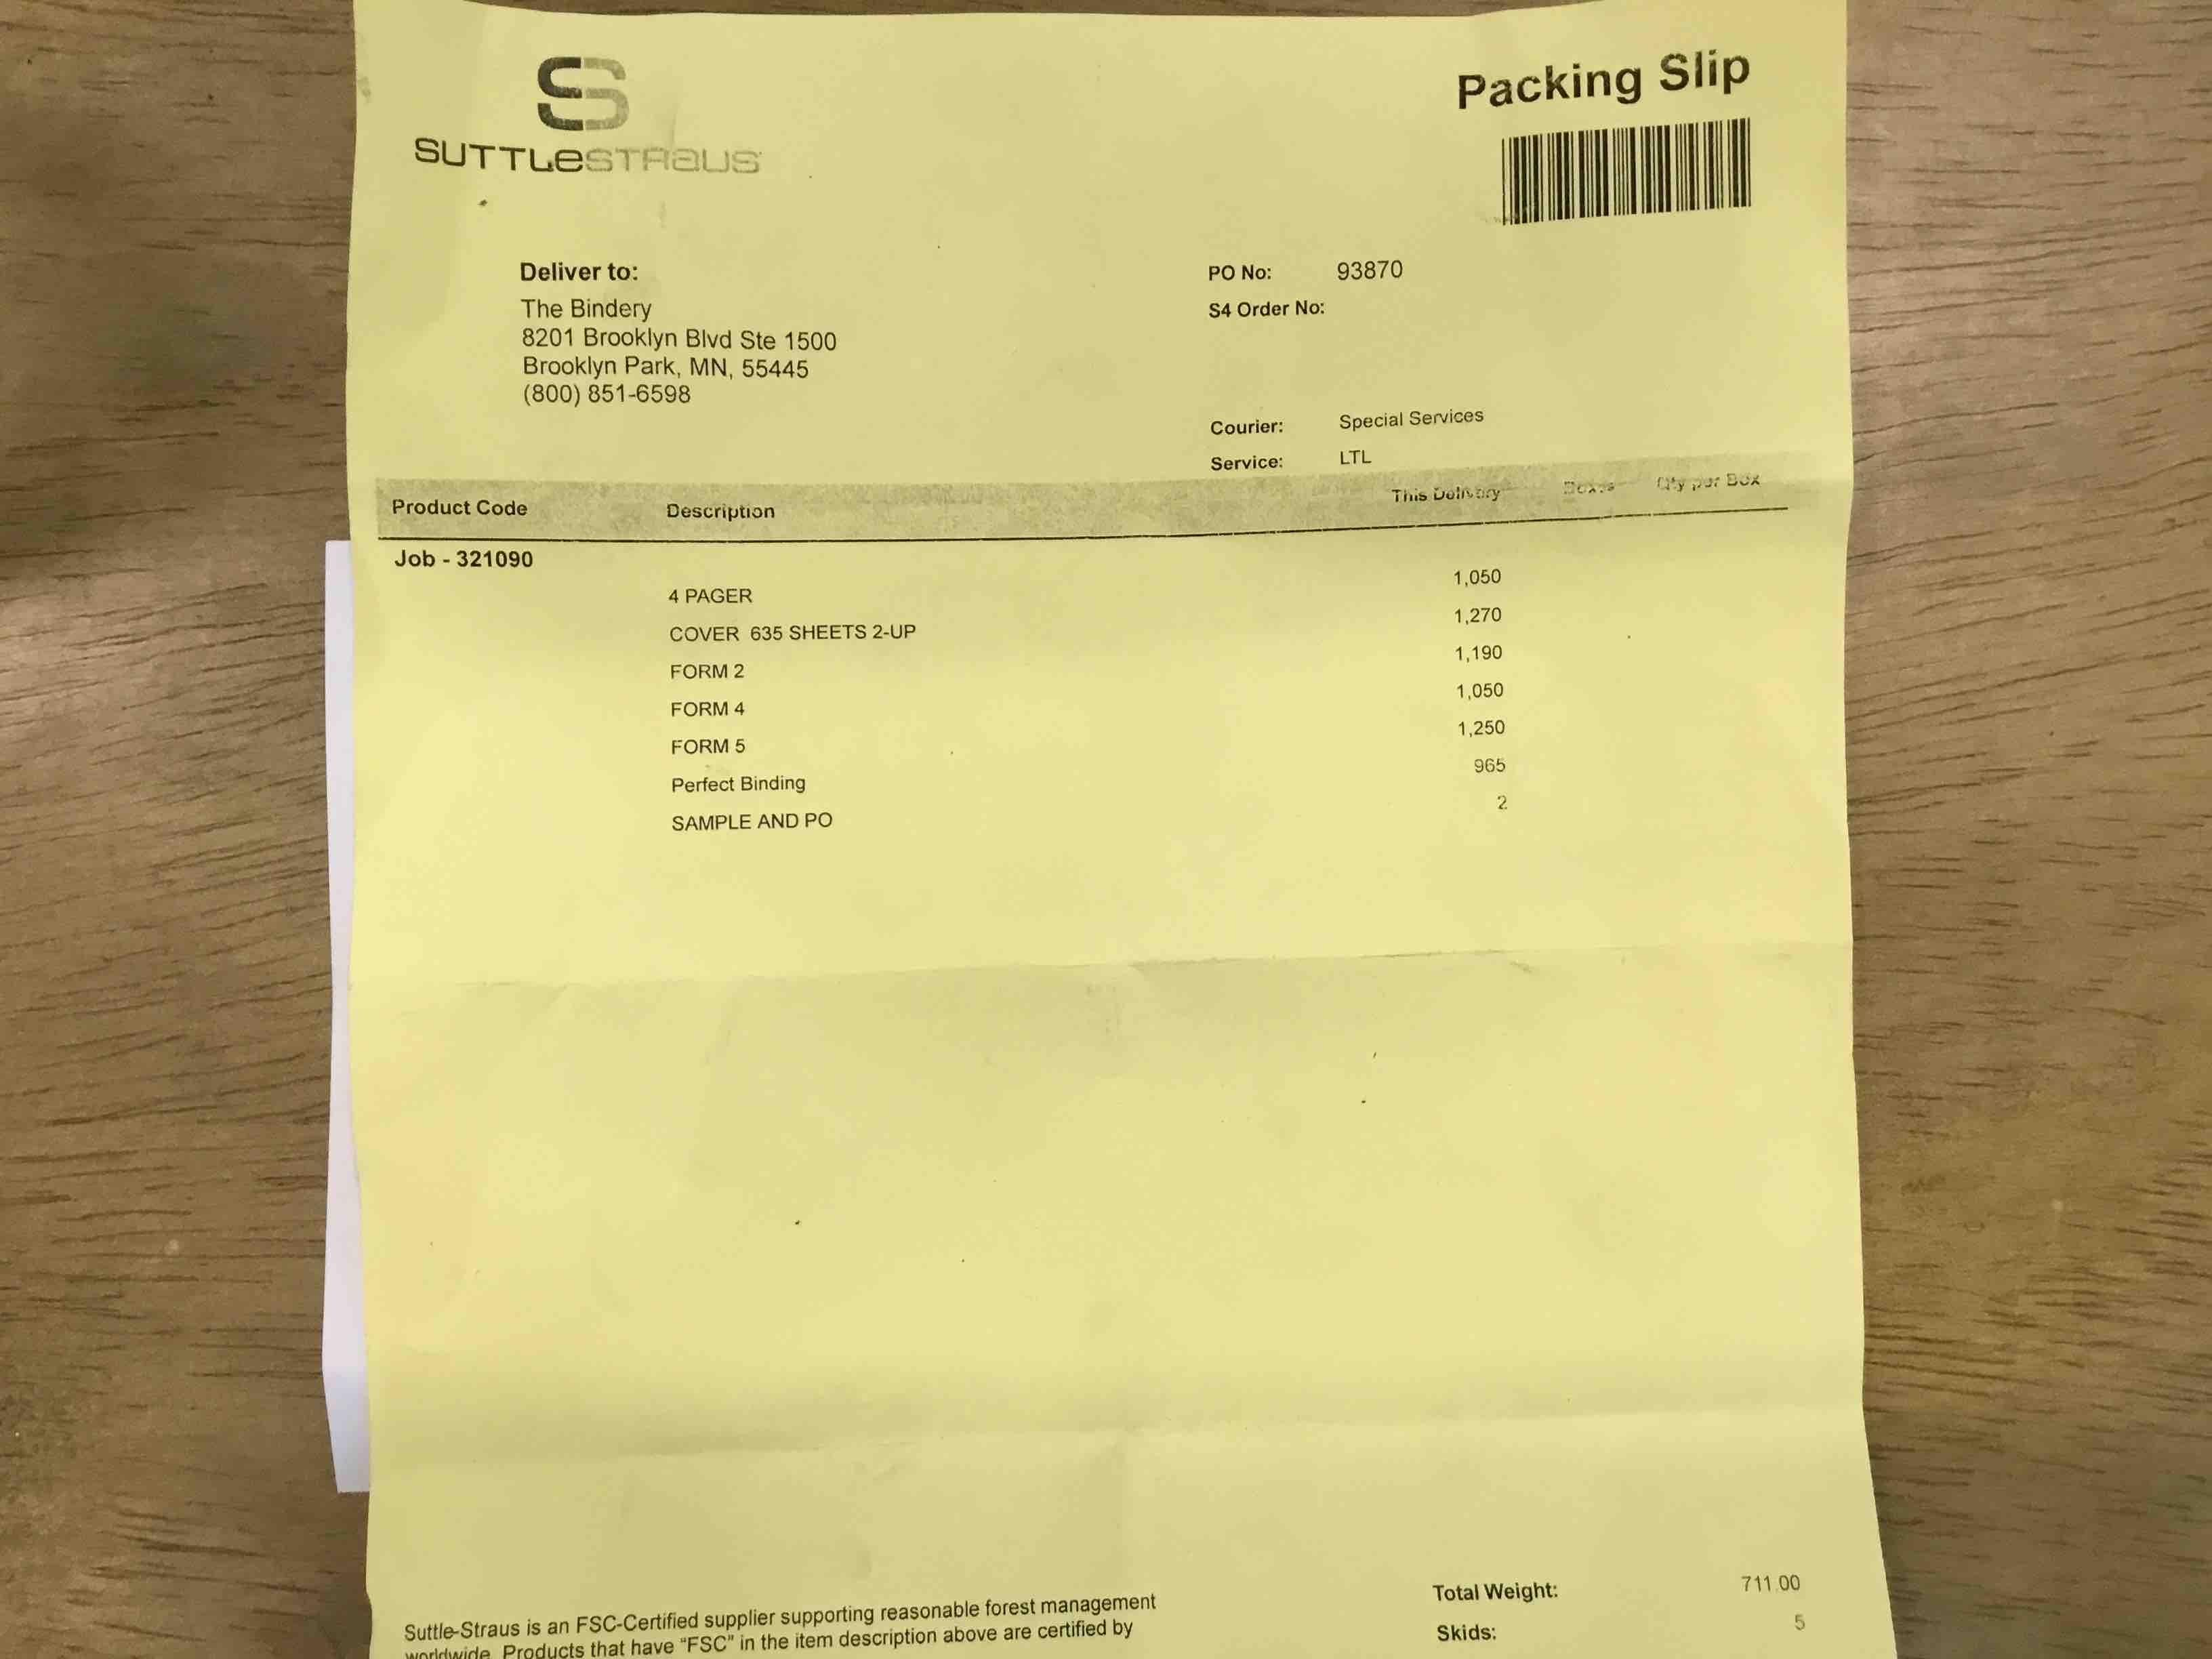 SUTTLESTRAUS
Packing Slip
Deliver to:
The Bindery
8201 Brooklyn Blvd Ste 1500
Brooklyn Park, MN, 55445
(800) 851-6598
PO No: 93870
S4 Order No:
Courier: Special Services
Service: LTL
Product Code Description This Delivery Boxes Qty per Box
Job - 321090
4 PAGER 1,050
COVER 635 SHEETS 2-UP 1,270
FORM 2 1,190
FORM 4 1,050
FORM 5 1,250
Perfect Binding 965
SAMPLE AND PO 2
Suttle-Straus is an FSC-Certified supplier supporting reasonable forest management
worldwide. Products that have "FSC" in the item description above are certified by
Total Weight: 711.00
Skids: 5